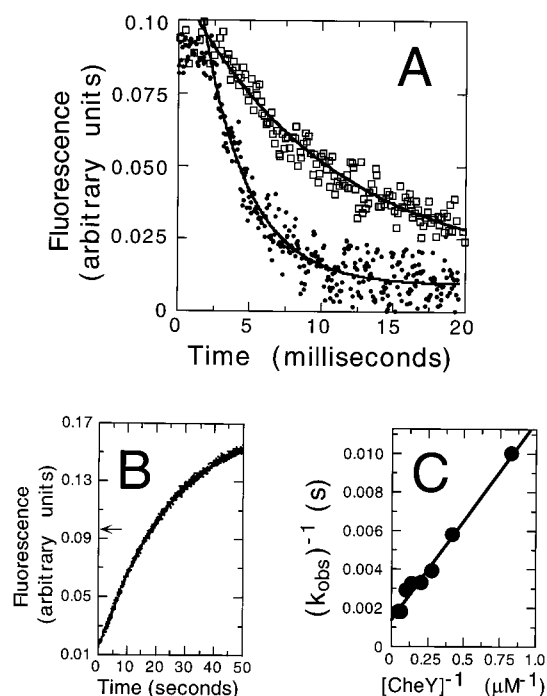 A
Fluorescence
(arbitrary units)
0.10
0.075
0.050
0.025
0
0 5 10 15 20
Time (milliseconds)
B
Fluorescence
(arbitrary units)
0.17
0.13
0.09
0.05
0.01
0 10 20 30 40 50
Time (seconds)
C
(kobs)-1 (s)
0.010
0.008
0.006
0.004
0.002
0 0.25 0.5 0.75 1
[CheY]-1 (μM-1)